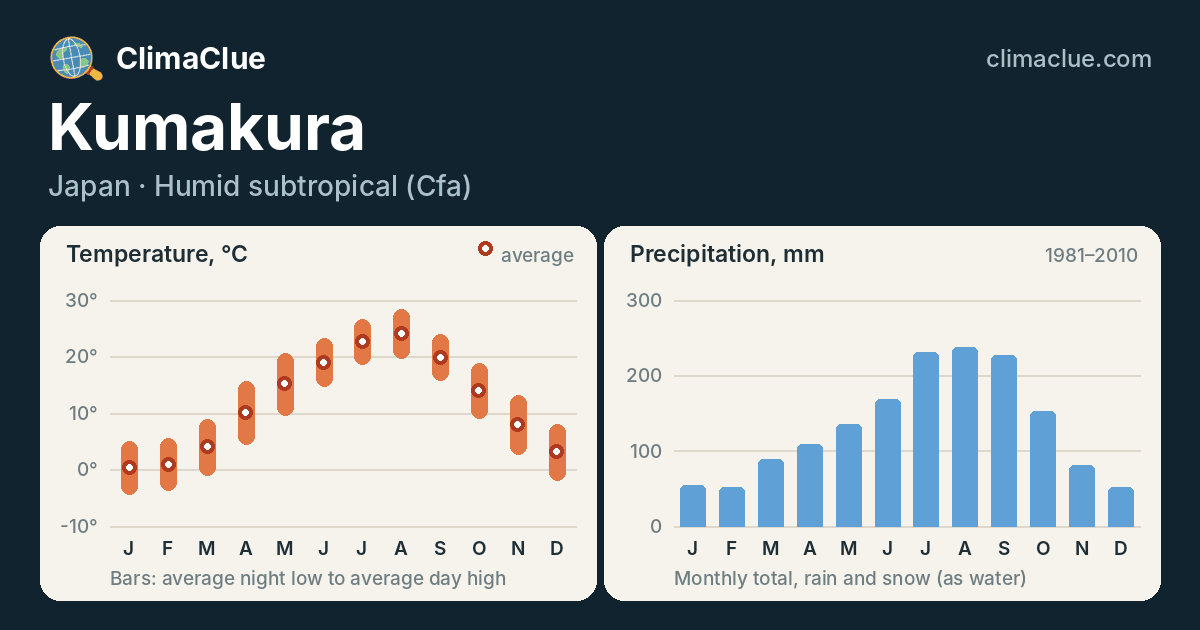 ClimaClue
climaclue.com
Kumakura
Japan · Humid subtropical (Cfa)
Temperature, °C
average
30°
20°
10°
0°
-10°
J F M A M J J A S O N D
Bars: average night low to average day high
Precipitation, mm
1981–2010
300
200
100
0
J F M A M J J A S O N D
Monthly total, rain and snow (as water)